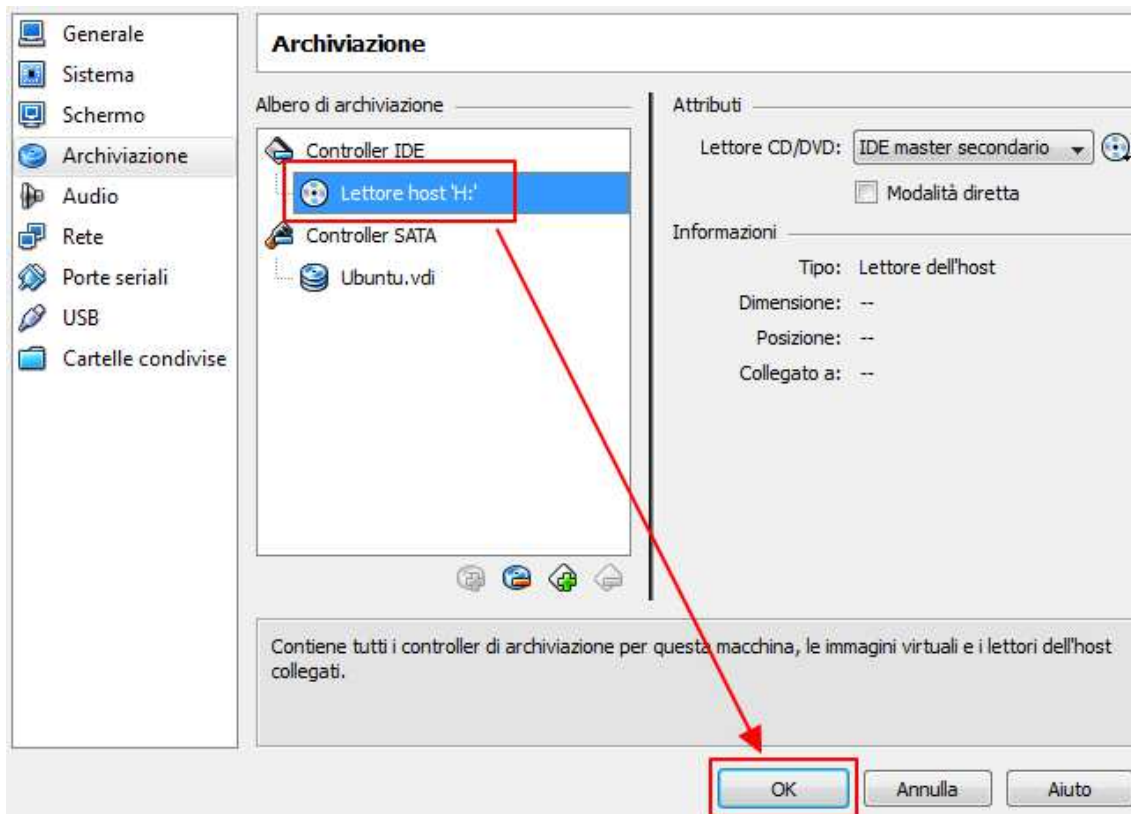 Generale
Sistema
Schermo
Archiviazione
Audio
Rete
Porte seriali
USB
Cartelle condivise
Archiviazione
Albero di archiviazione
Controller IDE
Lettore host 'H:'
Controller SATA
Ubuntu.vdi
Attributi
Lettore CD/DVD: IDE master secondario
Modalità diretta
Informazioni
Tipo: Lettore dell'host
Dimensione: --
Posizione: --
Collegato a: --
Contiene tutti i controller di archiviazione per questa macchina, le immagini virtuali e i lettori dell'host
collegati.
OK Annulla Aiuto